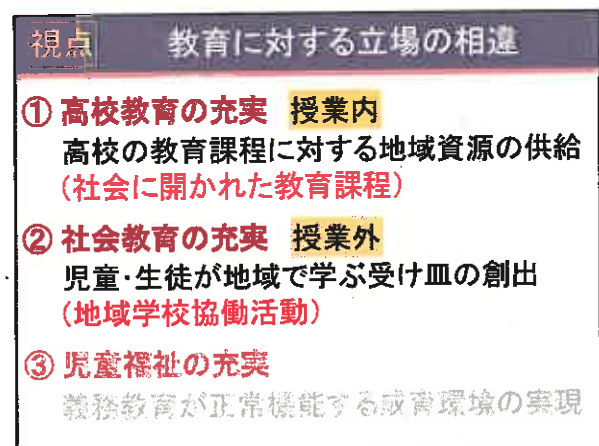 視点 教育に対する立場の相違
① 高校教育の充実 授業内
高校の教育課程に対する地域資源の供給
(社会に開かれた教育課程)
② 社会教育の充実 授業外
児童・生徒が地域で学ぶ受け皿の創出
(地域学校協働活動)
③ 児童福祉の充実
義務教育が正常機能する成育環境の実現